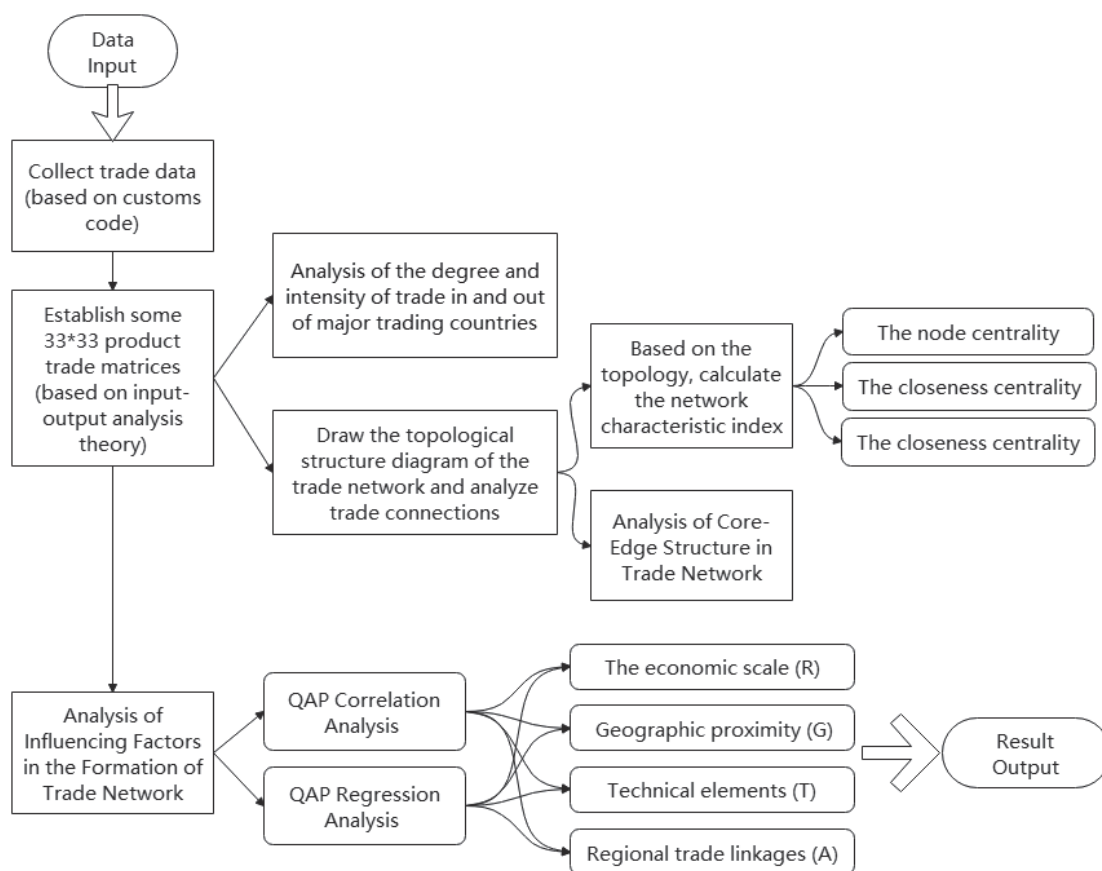 Data
Input
Collect trade data
(based on customs
code)
Establish some
33*33 product
trade matrices
(based on input-
output analysis
theory)
Analysis of the degree and
intensity of trade in and out
of major trading countries
Draw the topological
structure diagram of the
trade network and analyze
trade connections
Based on the
topology, calculate
the network
characteristic index
The node centrality
The closeness centrality
The closeness centrality
Analysis of Core-
Edge Structure in
Trade Network
Analysis of
Influencing Factors
in the Formation of
Trade Network
QAP Correlation
Analysis
QAP Regression
Analysis
The economic scale (R)
Geographic proximity (G)
Technical elements (T)
Regional trade linkages (A)
Result
Output